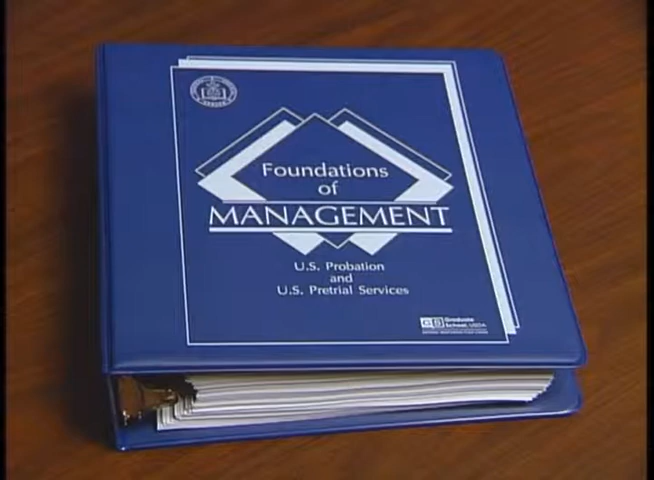 Foundations
of
MANAGEMENT
U.S. Probation
and
U.S. Pretrial Services
Graduate
School, USDA